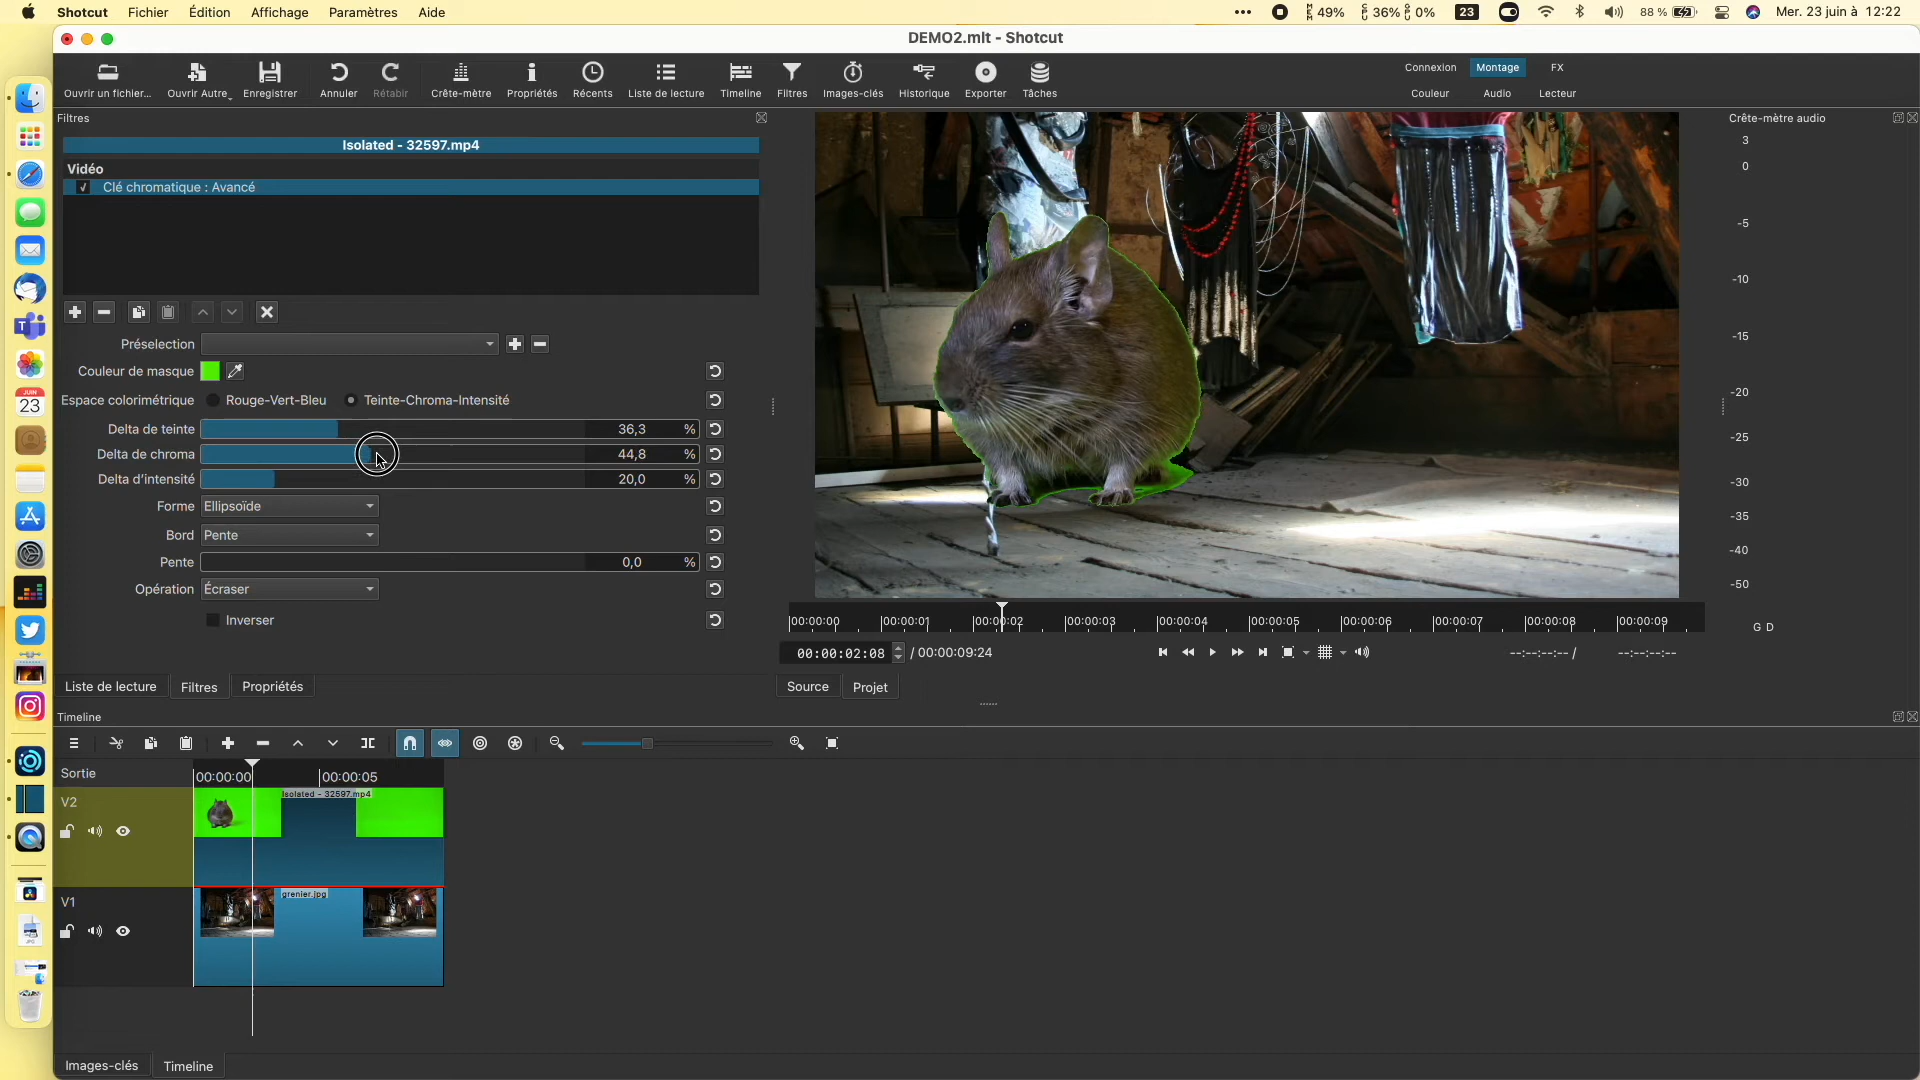 Shotcut Fichier Édition Affichage Paramètres Aide
49% 36% 0% 23 88 % Mer. 23 juin à 12:22
DEMO2.mlt - Shotcut
Ouvrir un fichier... Ouvrir Autre Enregistrer Annuler Rétablir Crête-mètre Propriétés Récents Liste de lecture Timeline Filtres Images-clés Historique Exporter Tâches
Connexion Montage FX
Couleur Audio Lecteur
Filtres
Isolated - 32597.mp4
Vidéo
Clé chromatique : Avancé
Préselection
Couleur de masque
Espace colorimétrique Rouge-Vert-Bleu Teinte-Chroma-Intensité
Delta de teinte 36,3 %
Delta de chroma 44,8 %
Delta d'intensité 20,0 %
Forme Ellipsoïde
Bord Pente
Pente 0,0 %
Opération Écraser
Inverser
Liste de lecture Filtres Propriétés
Crête-mètre audio
3
0
-5
-10
-15
-20
-25
-30
-35
-40
-50
G D
00:00:00 00:00:01 00:00:02 00:00:03 00:00:04 00:00:05 00:00:06 00:00:07 00:00:08 00:00:09
00:00:02:08 / 00:00:09:24 --:--:--:-- / --:--:--:--
Source Projet
Timeline
Sortie
00:00:00 00:00:05
V2
Isolated - 32597.mp4
V1
grenier.jpg
Images-clés Timeline
JUIN
23